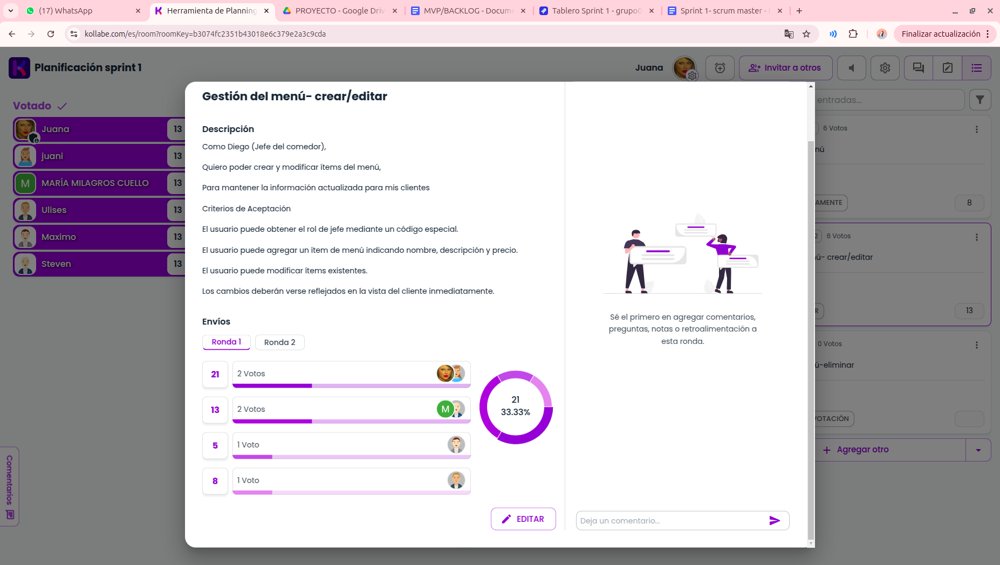 (17) WhatsApp
Herramienta de Planning
PROYECTO - Google Driv
MVP/BACKLOG - Docume
Tablero Sprint 1 - grupo0
Sprint 1- scrum master - D
kollabe.com/es/room?roomKey=b3074fc2351b43018e6c379e2a3c9cda
Finalizar actualización
Planificación sprint 1
Juana
Invitar a otros
Votado
Juana 13
juani 13
M MARÍA MILAGROS CUELLO 13
Ulises 13
Maximo 13
Steven 13
Comentarios
Gestión del menú- crear/editar
Descripción
Como Diego (Jefe del comedor),
Quiero poder crear y modificar ítems del menú,
Para mantener la información actualizada para mis clientes
Criterios de Aceptación
El usuario puede obtener el rol de jefe mediante un código especial.
El usuario puede agregar un ítem de menú indicando nombre, descripción y precio.
El usuario puede modificar ítems existentes.
Los cambios deberán verse reflejados en la vista del cliente inmediatamente.
Envíos
Ronda 1
Ronda 2
21 2 Votos
13 2 Votos M
5 1 Voto
8 1 Voto
21
33.33%
EDITAR
Sé el primero en agregar comentarios,
preguntas, notas o retroalimentación a
esta ronda.
Deja un comentario...
entradas...
6 Votos
nú
AMENTE 8
2 6 Votos
ú- crear/editar
R 13
0 Votos
ú-eliminar
VOTACIÓN
Agregar otro